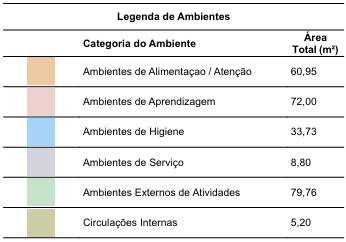 Legenda de Ambientes
Categoria do Ambiente Área Total (m²)
Ambientes de Alimentaçao / Atenção 60,95
Ambientes de Aprendizagem 72,00
Ambientes de Higiene 33,73
Ambientes de Serviço 8,80
Ambientes Externos de Atividades 79,76
Circulações Internas 5,20